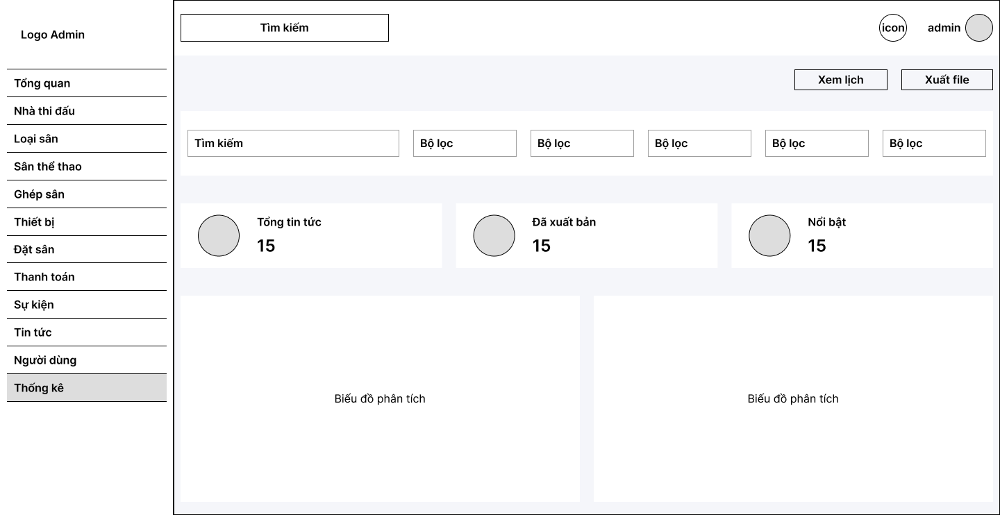 Logo Admin
Tổng quan
Nhà thi đấu
Loại sân
Sân thể thao
Ghép sân
Thiết bị
Đặt sân
Thanh toán
Sự kiện
Tin tức
Người dùng
Thống kê
Tìm kiếm
icon
admin
Xem lịch
Xuất file
Tìm kiếm
Bộ lọc
Bộ lọc
Bộ lọc
Bộ lọc
Bộ lọc
Tổng tin tức
15
Đã xuất bản
15
Nổi bật
15
Biếu đồ phân tích
Biếu đồ phân tích